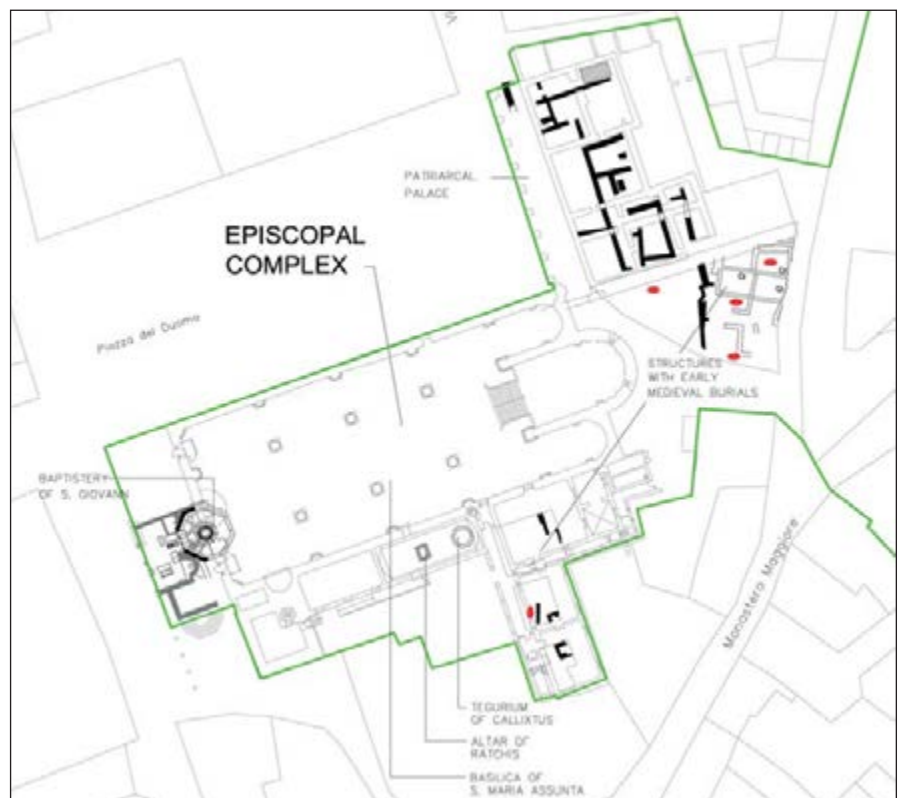 PATRIARCAL
PALACE
EPISCOPAL
COMPLEX
Piazza del Duomo
STRUCTURES
WITH EARLY
MEDIEVAL BURIALS
BAPTISTERY
OF S. GIOVANNI
Monastero Maggiore
TEGURIUM
OF CALLIXTUS
ALTAR OF
RATCHIS
BASILICA OF
S. MARIA ASSUNTA